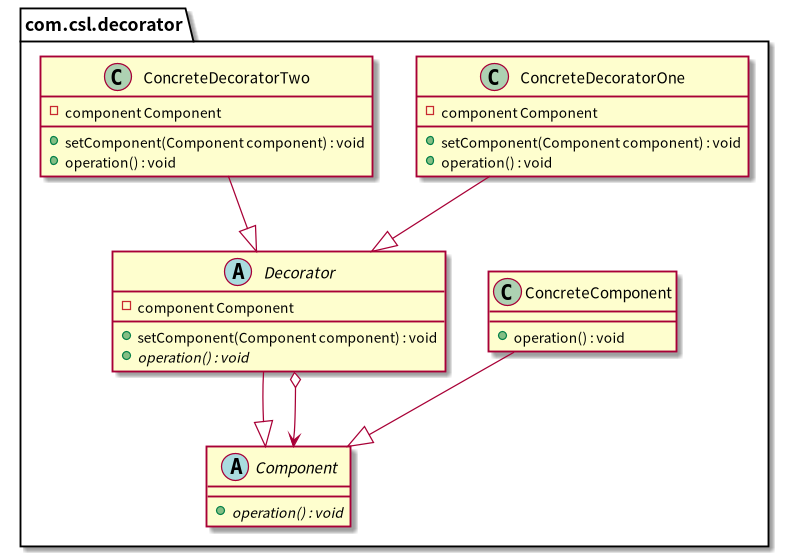 com.csl.decorator
C ConcreteDecoratorTwo
component Component
setComponent(Component component) : void
operation() : void
C ConcreteDecoratorOne
component Component
setComponent(Component component) : void
operation() : void
A Decorator
component Component
setComponent(Component component) : void
operation() : void
C ConcreteComponent
operation() : void
A Component
operation() : void